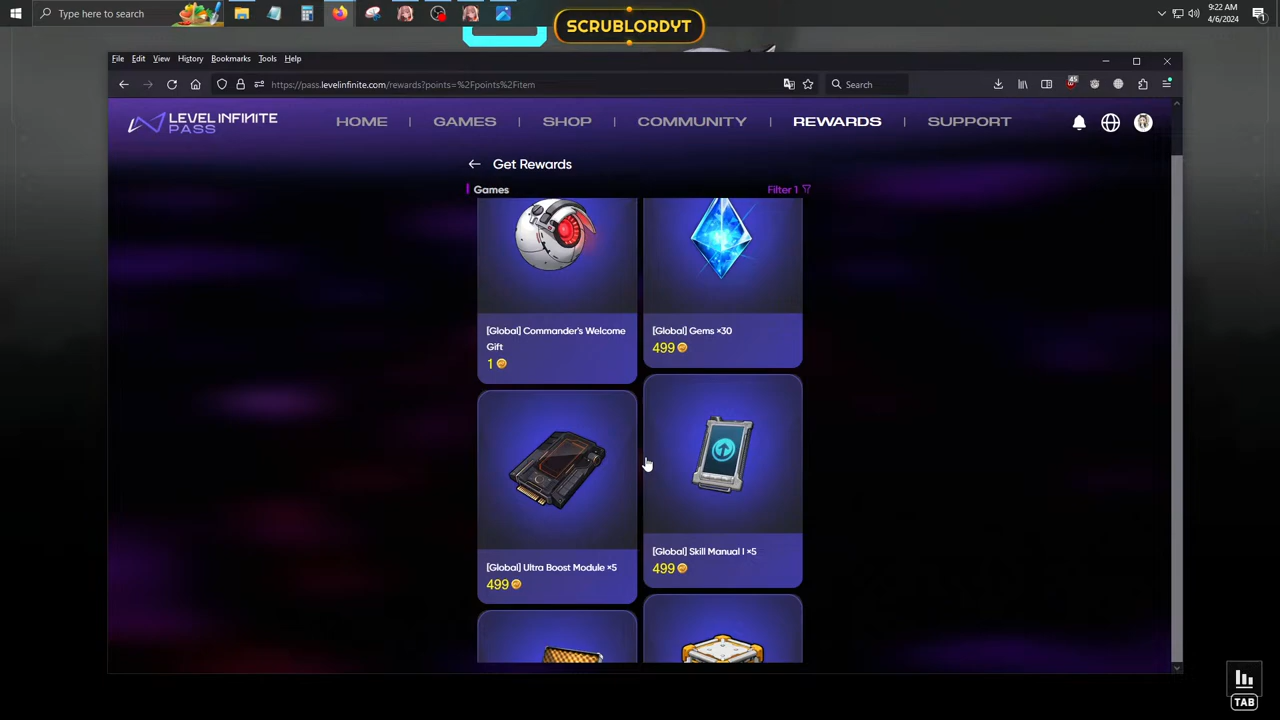 Type here to search
9:22 AM
4/6/2024
1
SCRUBLORDYT
File Edit View History Bookmarks Tools Help
https://pass.levelinfinite.com/rewards?points=%2Fpoints%2Fitem
Search
45
LEVEL INFINITE
PASS
HOME | GAMES | SHOP | COMMUNITY | REWARDS | SUPPORT
Get Rewards
Games
Filter 1
[Global] Commander's Welcome
Gift
1
[Global] Gems ×30
499
[Global] Ultra Boost Module ×5
499
[Global] Skill Manual I ×5
499
TAB